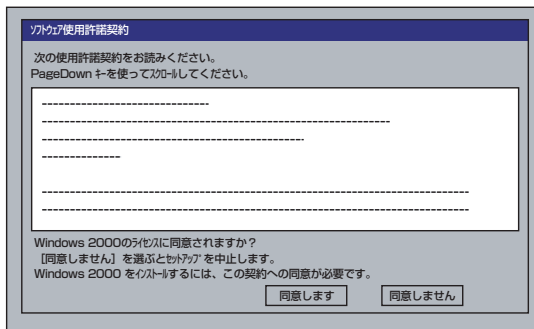 ｿﾌﾄｳｪｱ使用許諾契約
次の使用許諾契約をお読みください。
PageDown ｷｰを使ってｽｸﾛｰﾙしてください。
Windows 2000のﾗｲｾﾝｽに同意されますか？
［同意しません］を選ぶとｾｯﾄｱｯﾌﾟを中止します。
Windows 2000 をｲﾝｽﾄｰﾙするには、この契約への同意が必要です。
同意します 同意しません